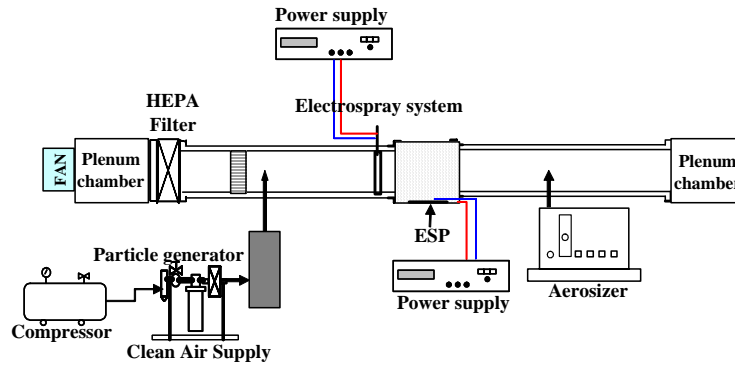 Power supply
HEPA
Filter
Electrospray system
FAN
Plenum
chamber
Plenum
chamber
ESP
Particle generator
Power supply
Aerosizer
Compressor
Clean Air Supply